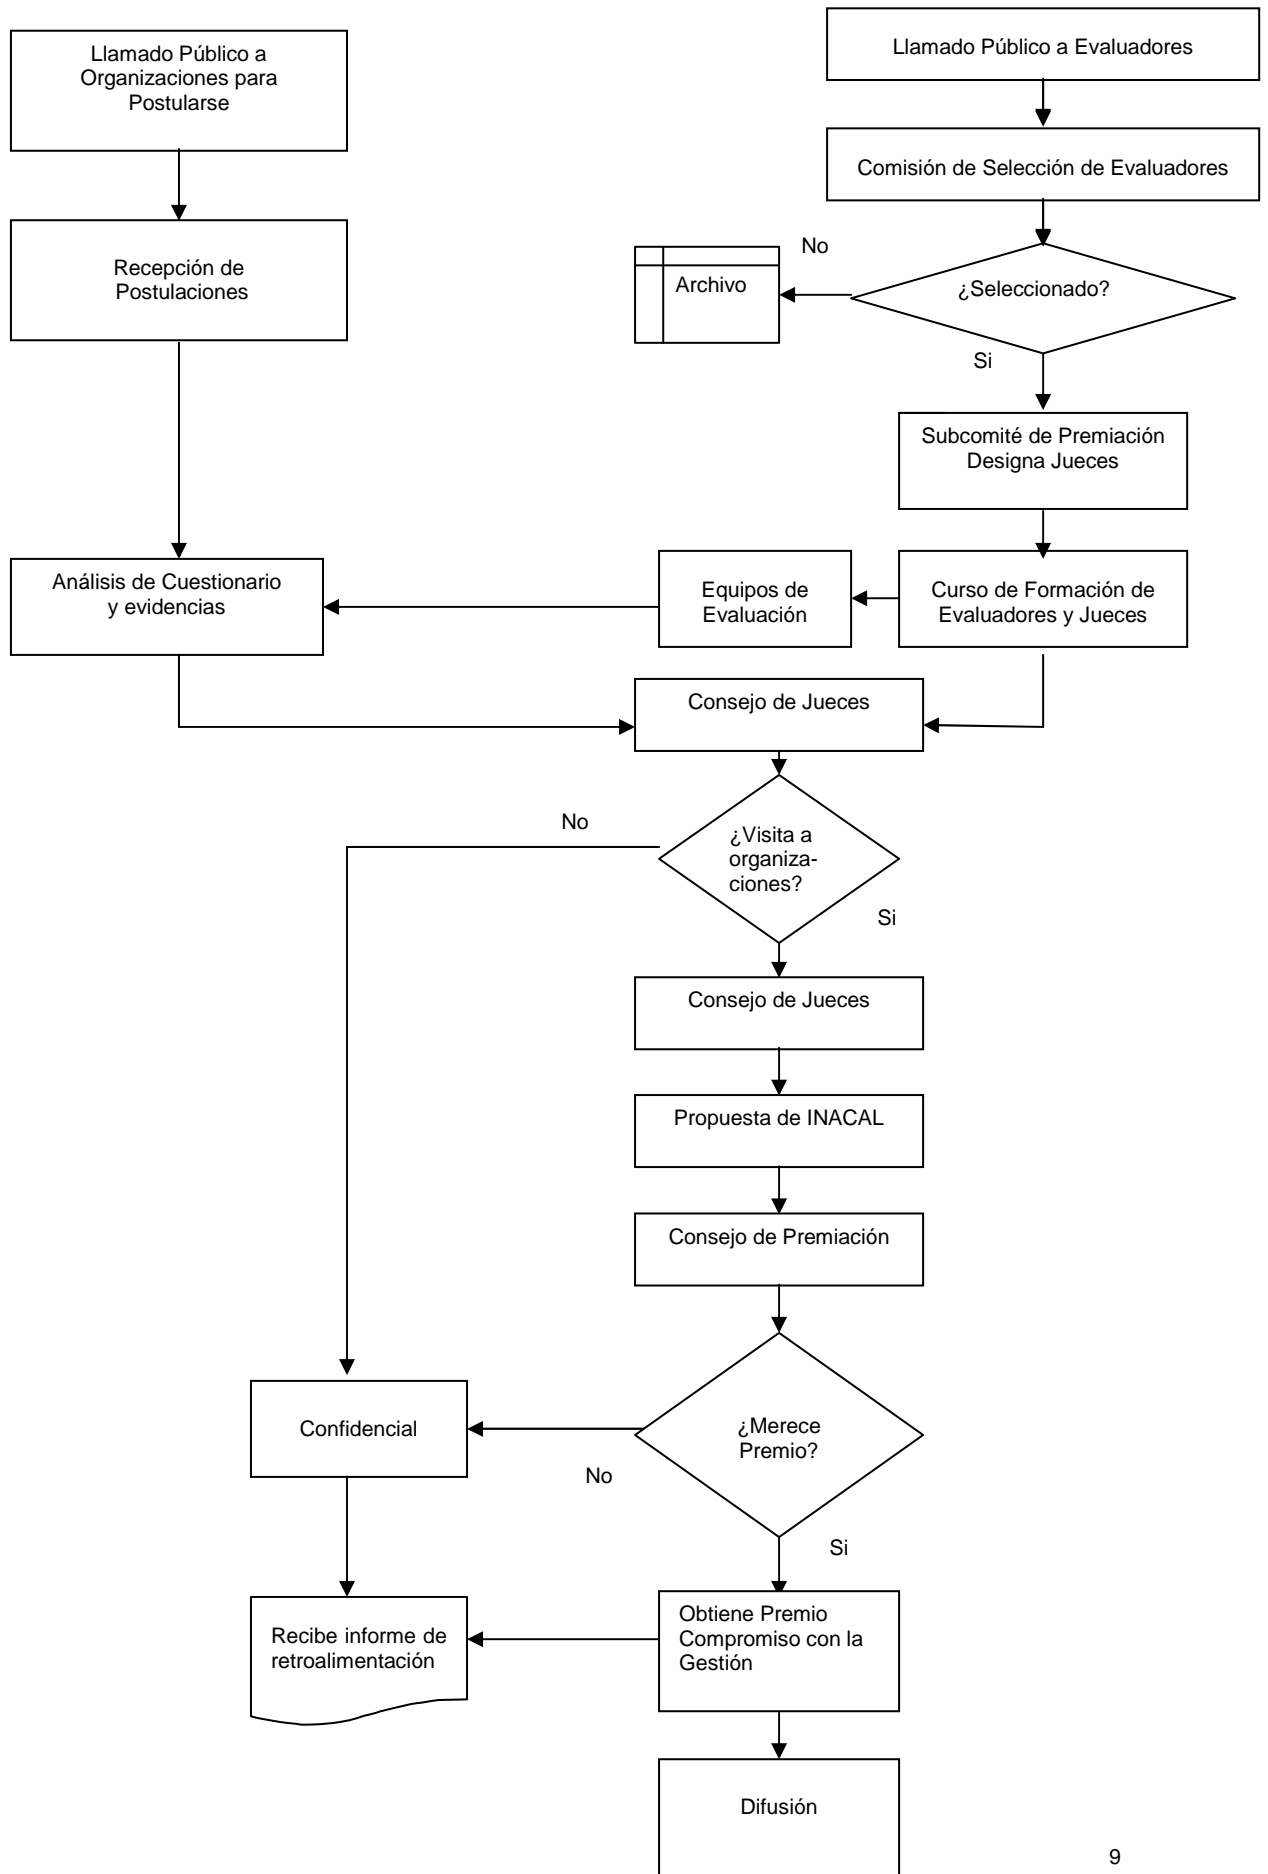 Llamado Público a
Organizaciones para
Postularse
Llamado Público a Evaluadores
Comisión de Selección de Evaluadores
Recepción de
Postulaciones
No
Archivo
¿Seleccionado?
Si
Subcomité de Premiación
Designa Jueces
Análisis de Cuestionario
y evidencias
Equipos de
Evaluación
Curso de Formación de
Evaluadores y Jueces
Consejo de Jueces
No
¿Visita a
organiza-
ciones?
Si
Consejo de Jueces
Propuesta de INACAL
Consejo de Premiación
Confidencial
¿Merece
Premio?
No
Si
Recibe informe de
retroalimentación
Obtiene Premio
Compromiso con la
Gestión
Difusión
9